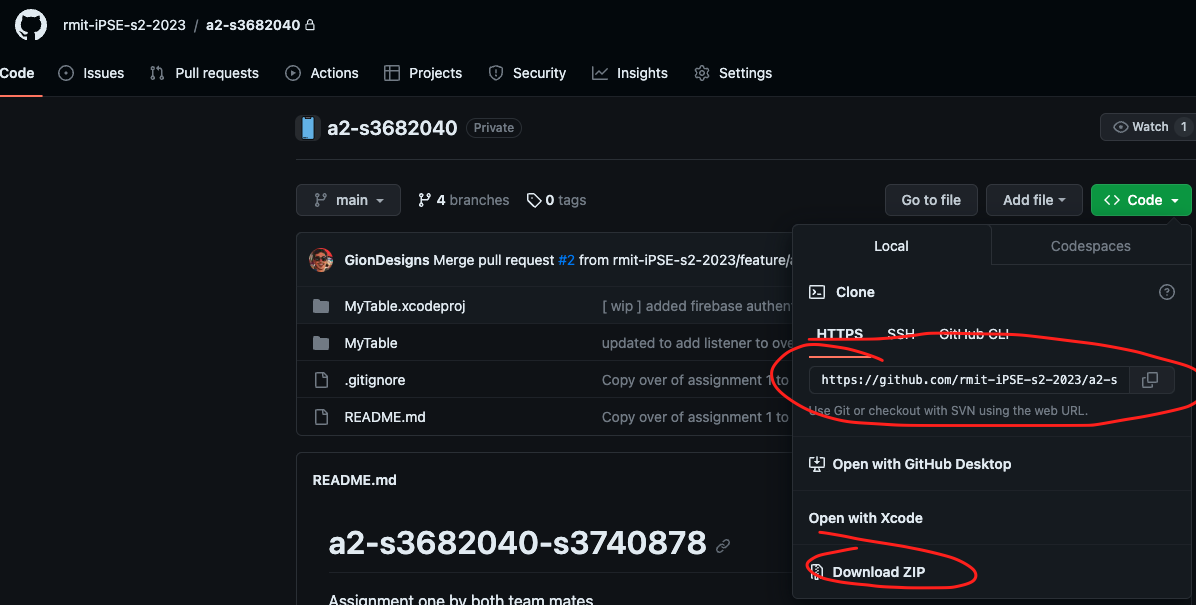 rmit-iPSE-s2-2023 / a2-s3682040
Code Issues Pull requests Actions Projects Security Insights Settings
a2-s3682040 Private
Watch 1
main 4 branches 0 tags Go to file Add file Code
Local Codespaces
GionDesigns Merge pull request #2 from rmit-iPSE-s2-2023/feature/
Clone
MyTable.xcodeproj [ wip ] added firebase authen
HTTPS SSH GitHub CLI
MyTable updated to add listener to ove
.gitignore Copy over of assignment 1 to
https://github.com/rmit-iPSE-s2-2023/a2-s
Use Git or checkout with SVN using the web URL.
README.md Copy over of assignment 1 to
Open with GitHub Desktop
README.md
Open with Xcode
a2-s3682040-s3740878
Download ZIP
Assignment one by both team mates